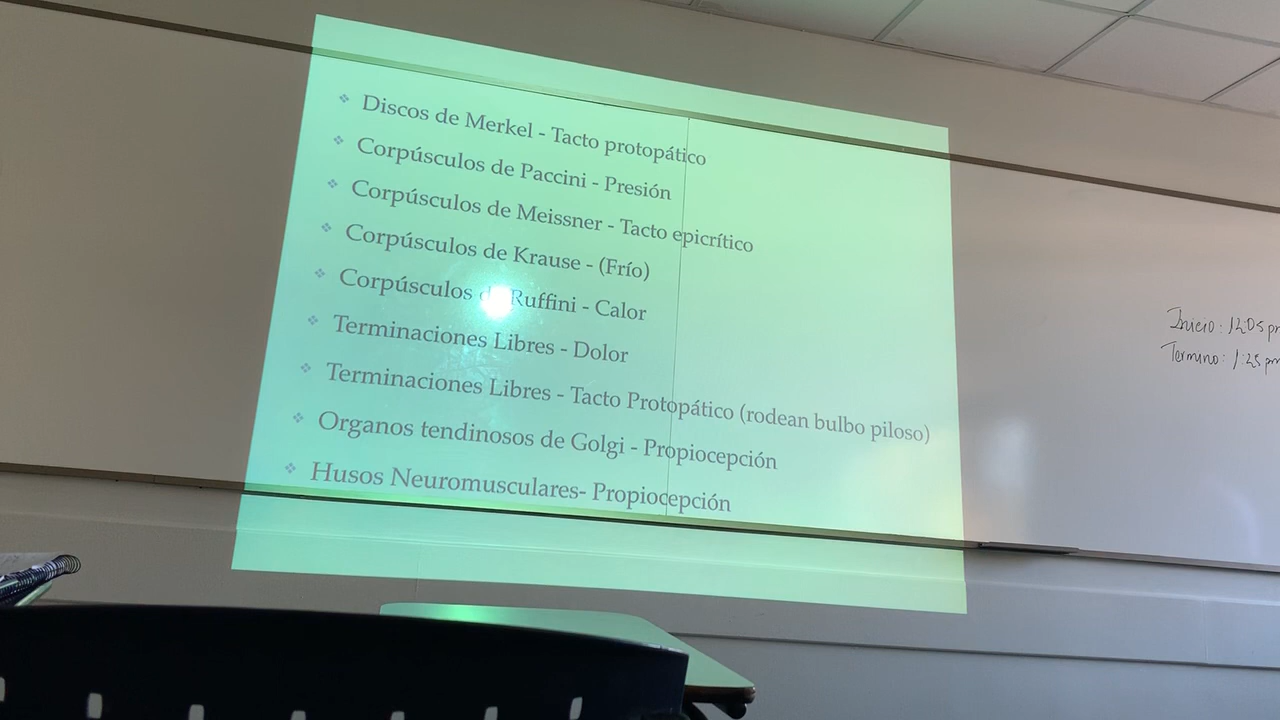 Discos de Merkel - Tacto protopático
Corpúsculos de Paccini - Presión
Corpúsculos de Meissner - Tacto epicrítico
Corpúsculos de Krause - (Frío)
Corpúsculos de Ruffini - Calor
Terminaciones Libres - Dolor
Terminaciones Libres - Tacto Protopático (rodean bulbo piloso)
Organos tendinosos de Golgi - Propiocepción
Husos Neuromusculares- Propiocepción
Inicio: 12:05 pm
Termino: 1:25 pm